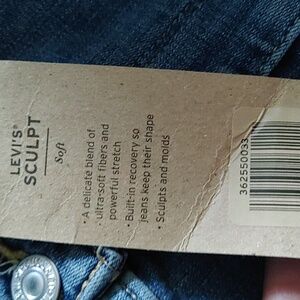 LEVI'S®
SCULPT
Soft
• A delicate blend of
ultra-soft fibers and
powerful stretch
• Built-in recovery so
jeans keep their shape
• Sculpts and molds
362550035